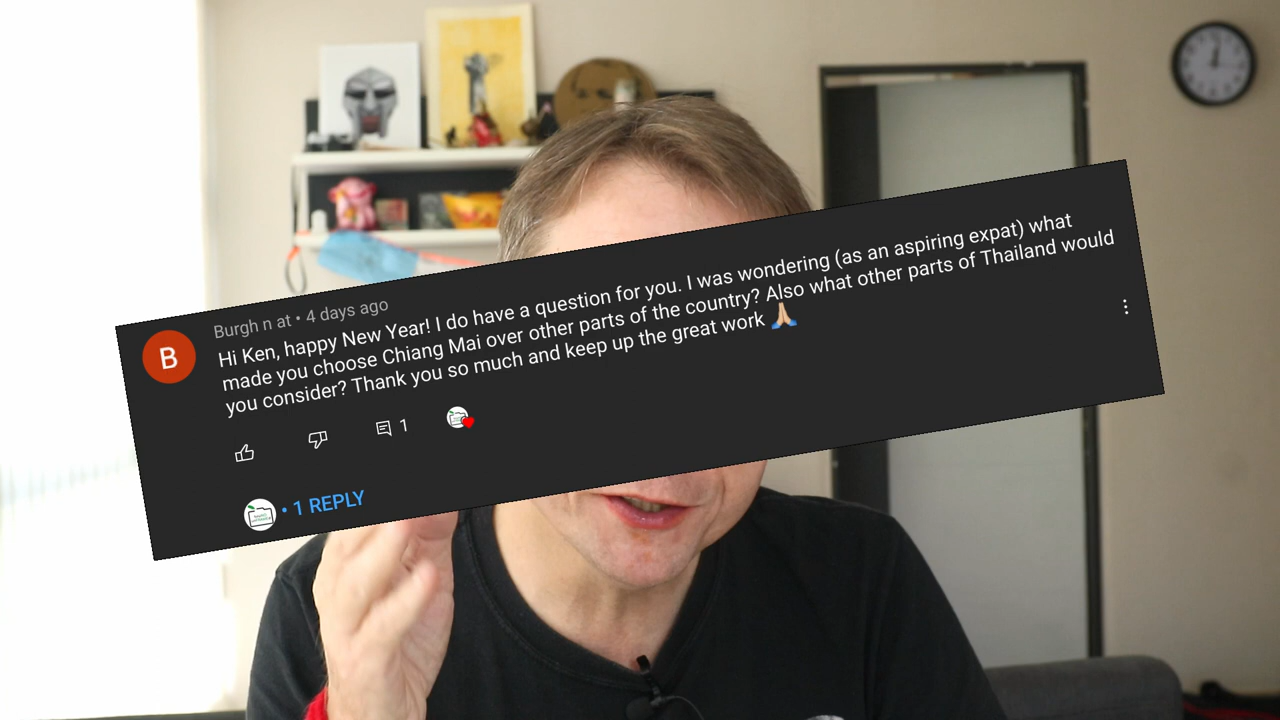 B
Burgh n at • 4 days ago
Hi Ken, happy New Year! I do have a question for you. I was wondering (as an aspiring expat) what
made you choose Chiang Mai over other parts of the country? Also what other parts of Thailand would
you consider? Thank you so much and keep up the great work 🙏🏼
1
• 1 REPLY